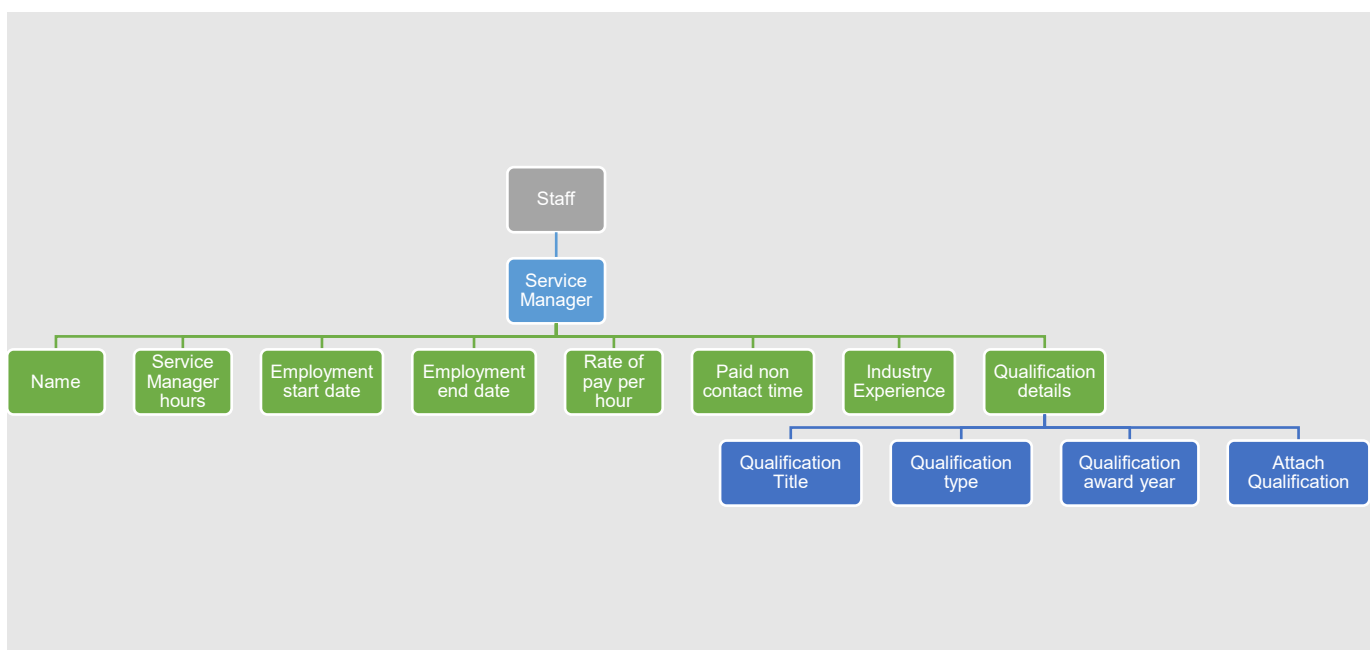 Staff
Service
Manager
Name
Service
Manager
hours
Employment
start date
Employment
end date
Rate of
pay per
hour
Paid non
contact time
Industry
Experience
Qualification
details
Qualification
Title
Qualification
type
Qualification
award year
Attach
Qualification